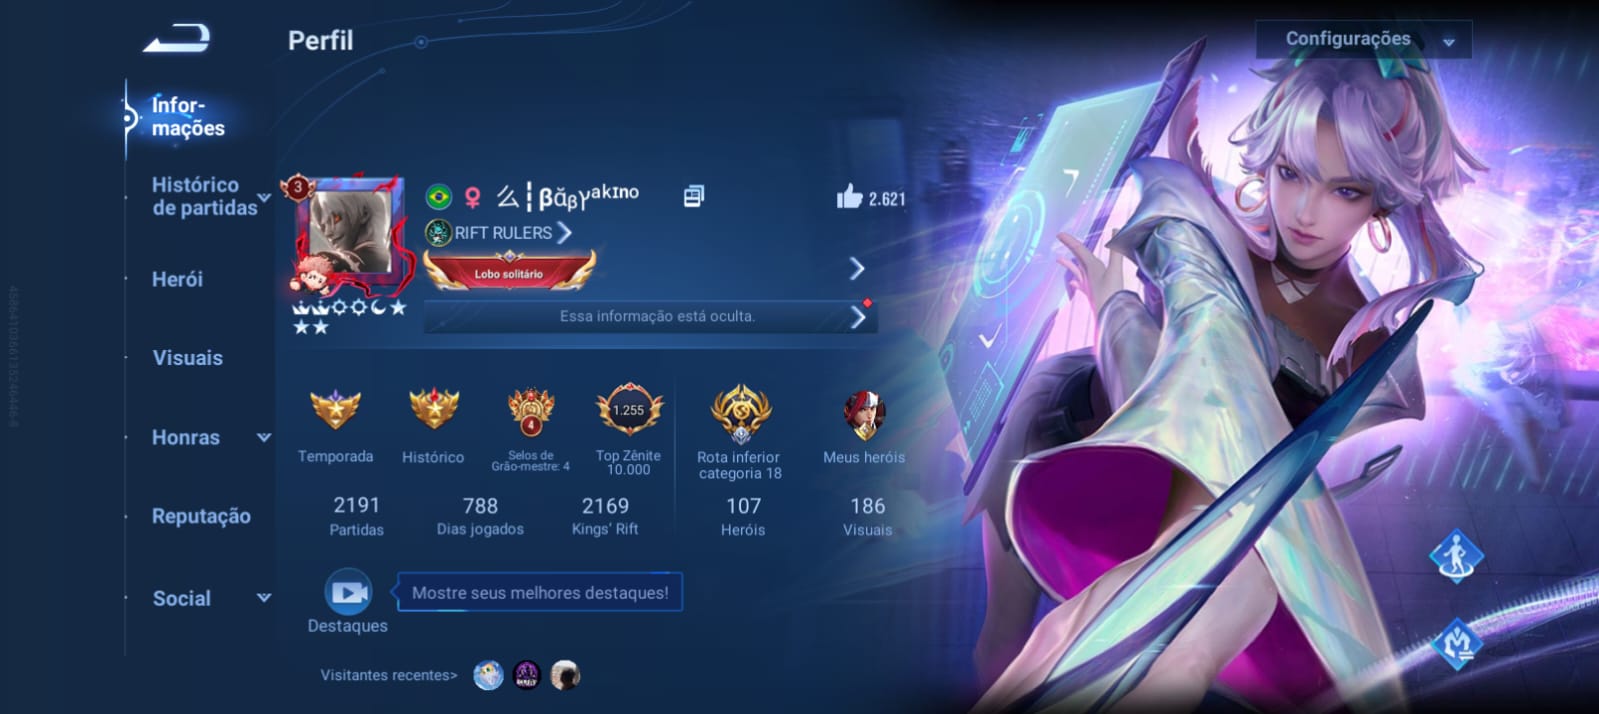 Perfil
Configurações
Infor-
mações
Histórico
de partidas
Herói
Visuais
Honras
Reputação
Social
3
么╎βӑᵦɣᵃᵏᴵᶰᵒ
2.621
RIFT RULERS
Lobo solitário
Essa informação está oculta.
4
1.255
Temporada
Histórico
Selos de
Grão-mestre: 4
Top Zênite
10.000
Rota inferior
categoria 18
Meus heróis
2191
Partidas
788
Dias jogados
2169
Kings' Rift
107
Heróis
186
Visuais
Mostre seus melhores destaques!
Destaques
Visitantes recentes>